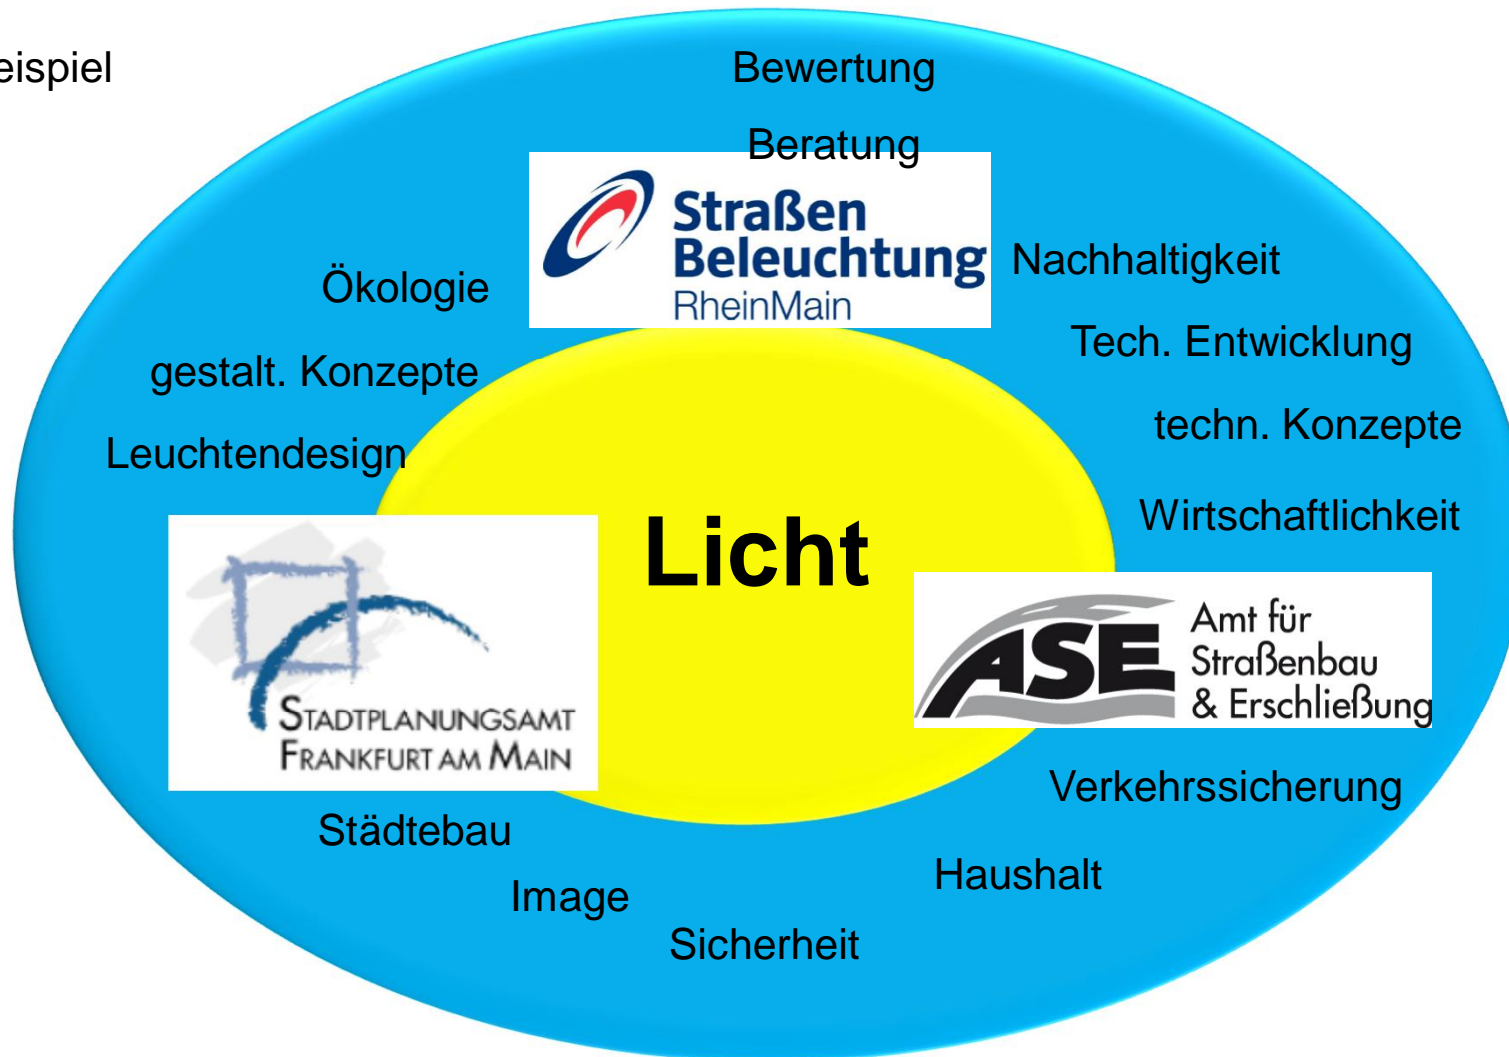 eispiel
Bewertung
Beratung
Straßen
Beleuchtung
RheinMain
Nachhaltigkeit
Ökologie
Tech. Entwicklung
gestalt. Konzepte
techn. Konzepte
Leuchtendesign
Wirtschaftlichkeit
Licht
STADTPLANUNGSAMT
FRANKFURT AM MAIN
ASE
Amt für
Straßenbau
& Erschließung
Verkehrssicherung
Städtebau
Haushalt
Image
Sicherheit